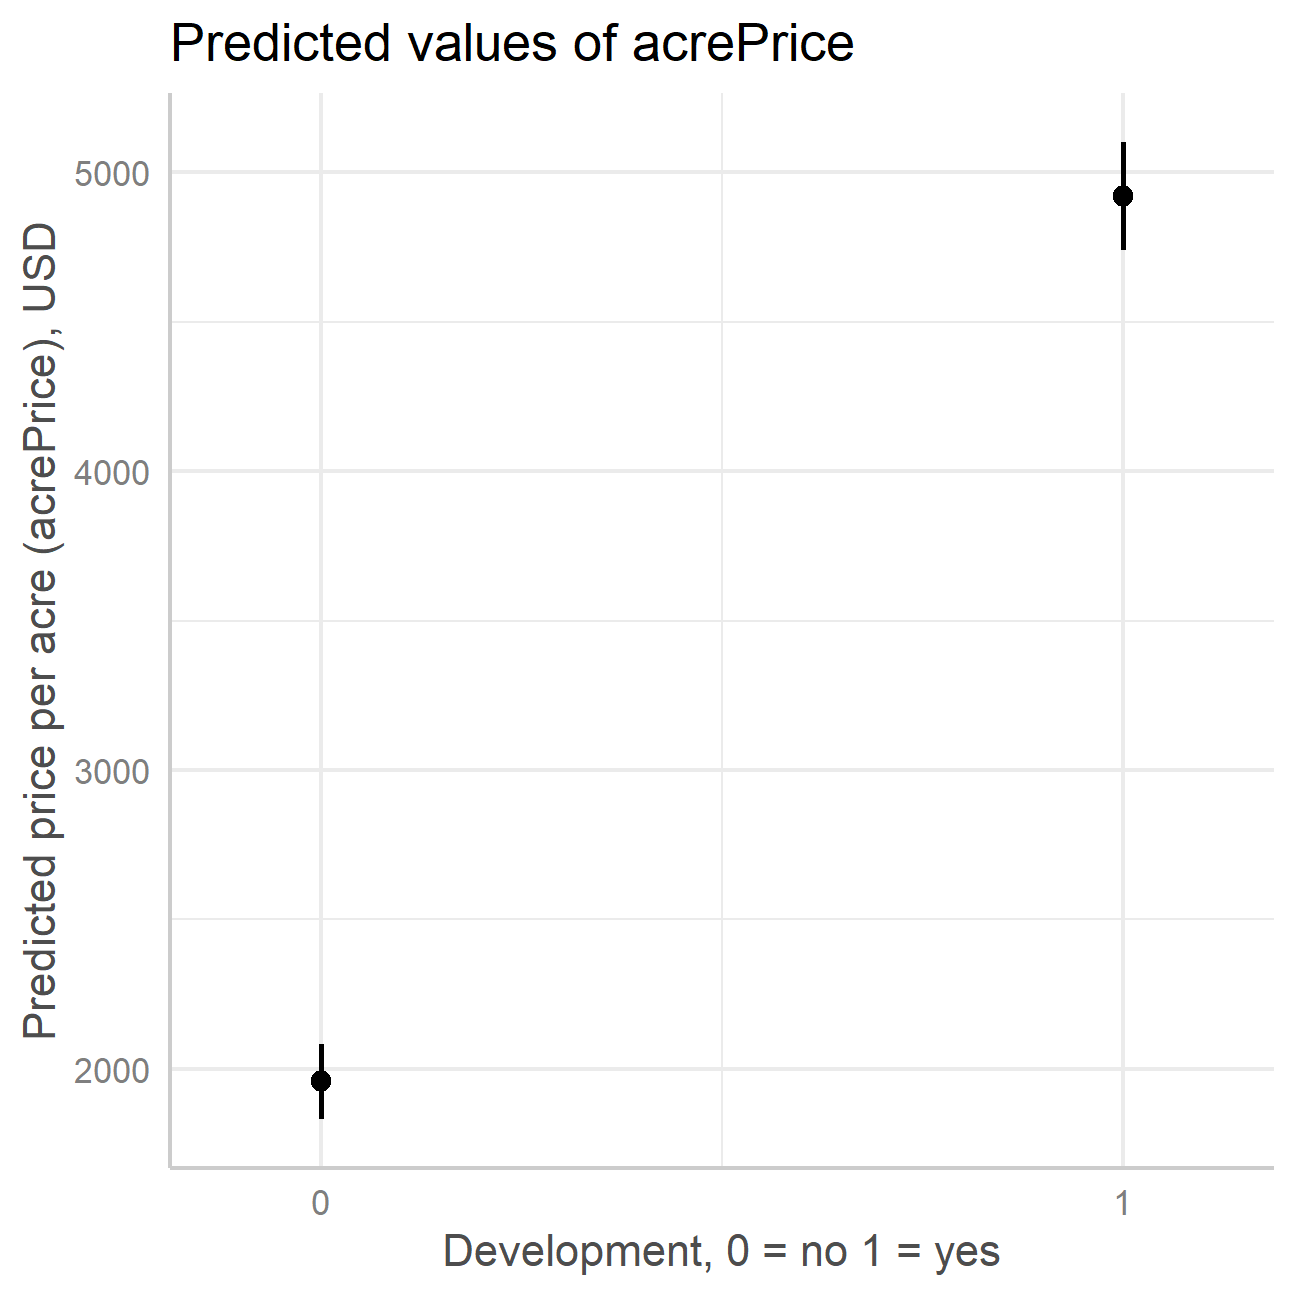 Predicted values of acrePrice
Predicted price per acre (acrePrice), USD
5000
4000
3000
2000
0
1
Development, 0 = no 1 = yes